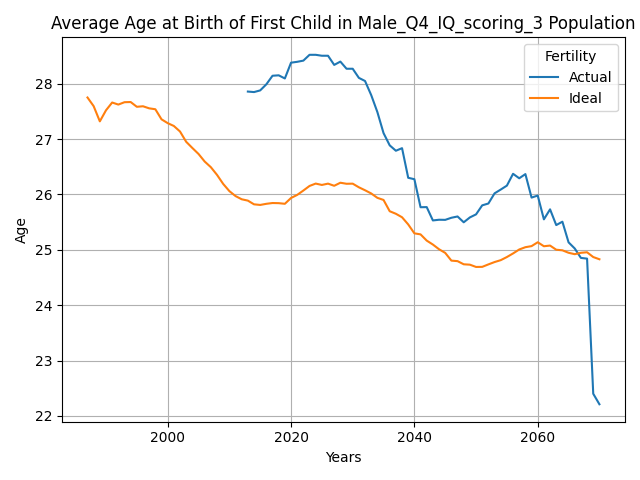 Average Age at Birth of First Child in Male_Q4_IQ_scoring_3 Population
Fertility
Actual
Ideal
28
27
26
25
24
23
22
Age
2000
2020
2040
2060
Years